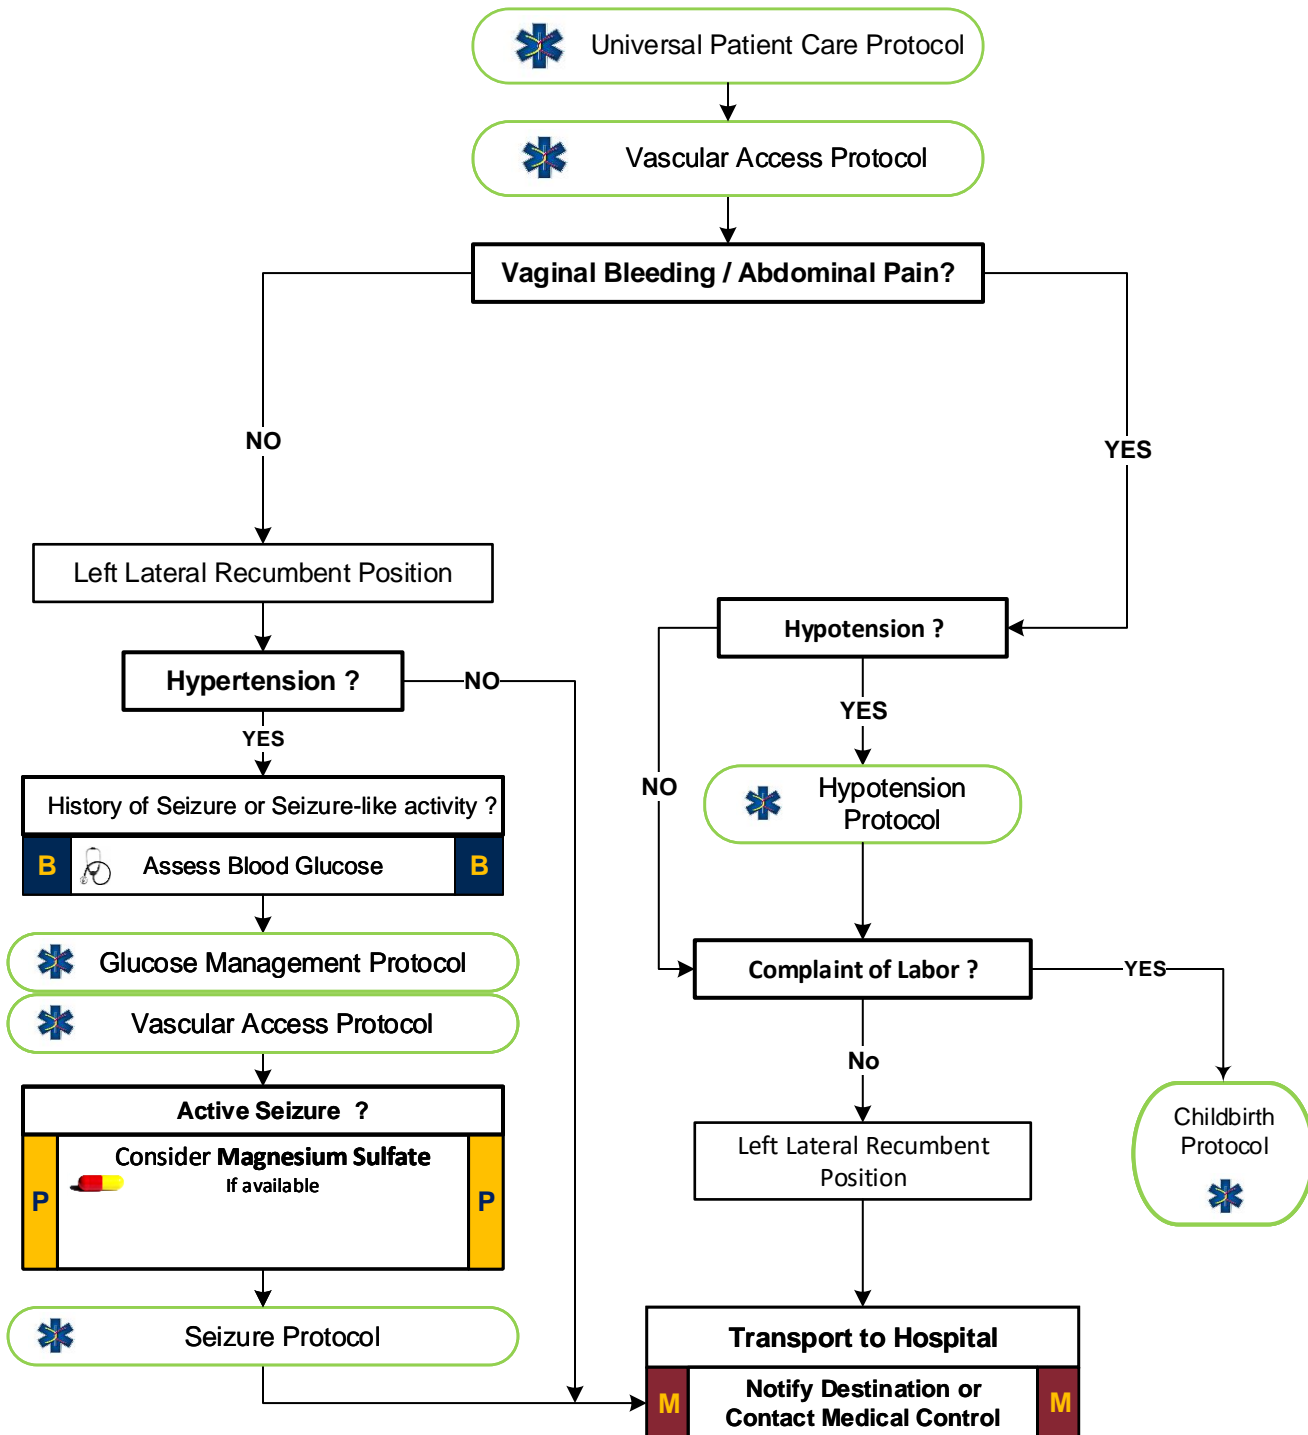 Universal Patient Care Protocol
Vascular Access Protocol
Vaginal Bleeding / Abdominal Pain?
NO
YES
Left Lateral Recumbent Position
Hypertension ?
NO
YES
History of Seizure or Seizure-like activity ?
B
Assess Blood Glucose
B
Glucose Management Protocol
Vascular Access Protocol
Active Seizure ?
P
Consider Magnesium Sulfate
If available
P
Seizure Protocol
Hypotension ?
YES
NO
Hypotension
Protocol
Complaint of Labor ?
YES
No
Childbirth
Protocol
Left Lateral Recumbent
Position
Transport to Hospital
M
Notify Destination or
Contact Medical Control
M